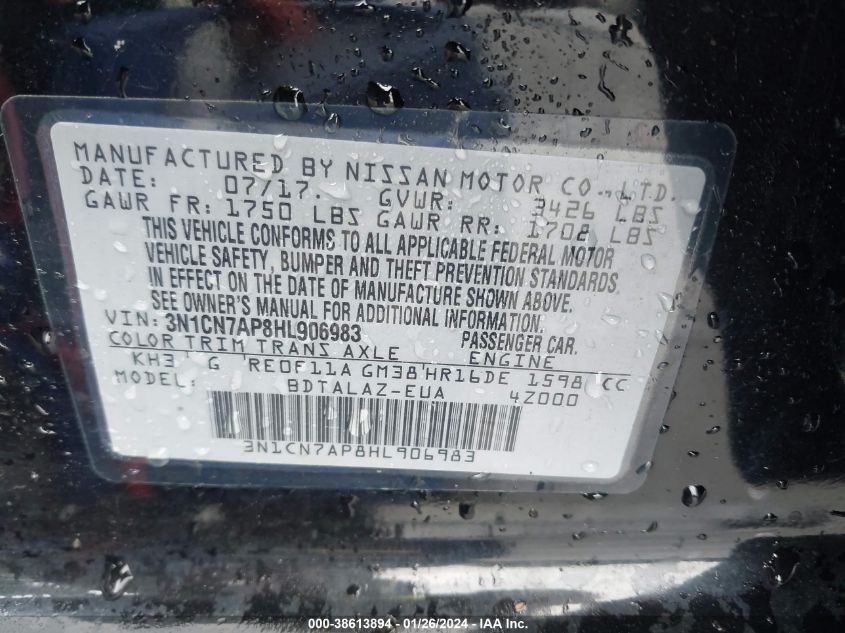 MANUFACTURED BY NISSAN MOTOR CO., LTD.
DATE: 07/17. GVWR: 3426 LBS
GAWR FR: 1750 LBS GAWR RR: 1708 LBS
THIS VEHICLE CONFORMS TO ALL APPLICABLE FEDERAL MOTOR
VEHICLE SAFETY, BUMPER AND THEFT PREVENTION STANDARDS
IN EFFECT ON THE DATE OF MANUFACTURE SHOWN ABOVE.
SEE OWNER'S MANUAL FOR ADDITIONAL INFORMATION.
VIN: 3N1CN7AP8HL906983 PASSENGER CAR.
COLOR TRIM TRANS AXLE ENGINE
KH3 G RE0F11A GM38 HR16DE 1598 CC
MODEL: BDTALAZ-EUA 4Z000
3N1CN7AP8HL906983
000-38613894 - 01/26/2024 - IAA Inc.